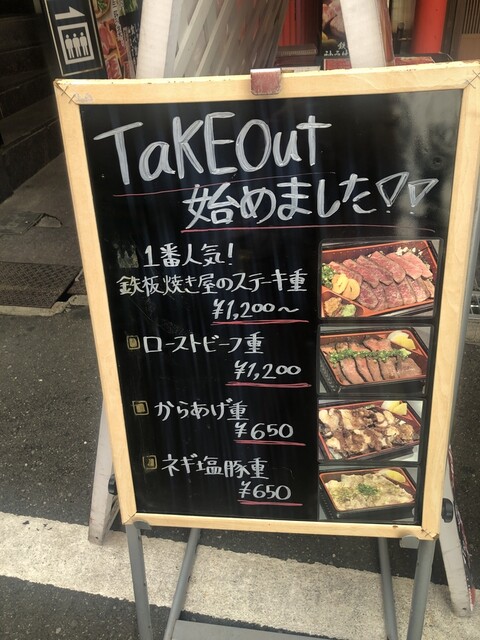 TaKEOut
始めました!!
1番人気!
鉄板焼き屋のステキ重
¥1,200〜
ローストビーフ重
¥1,200
からあげ重
¥650
ネギ塩豚重
¥650